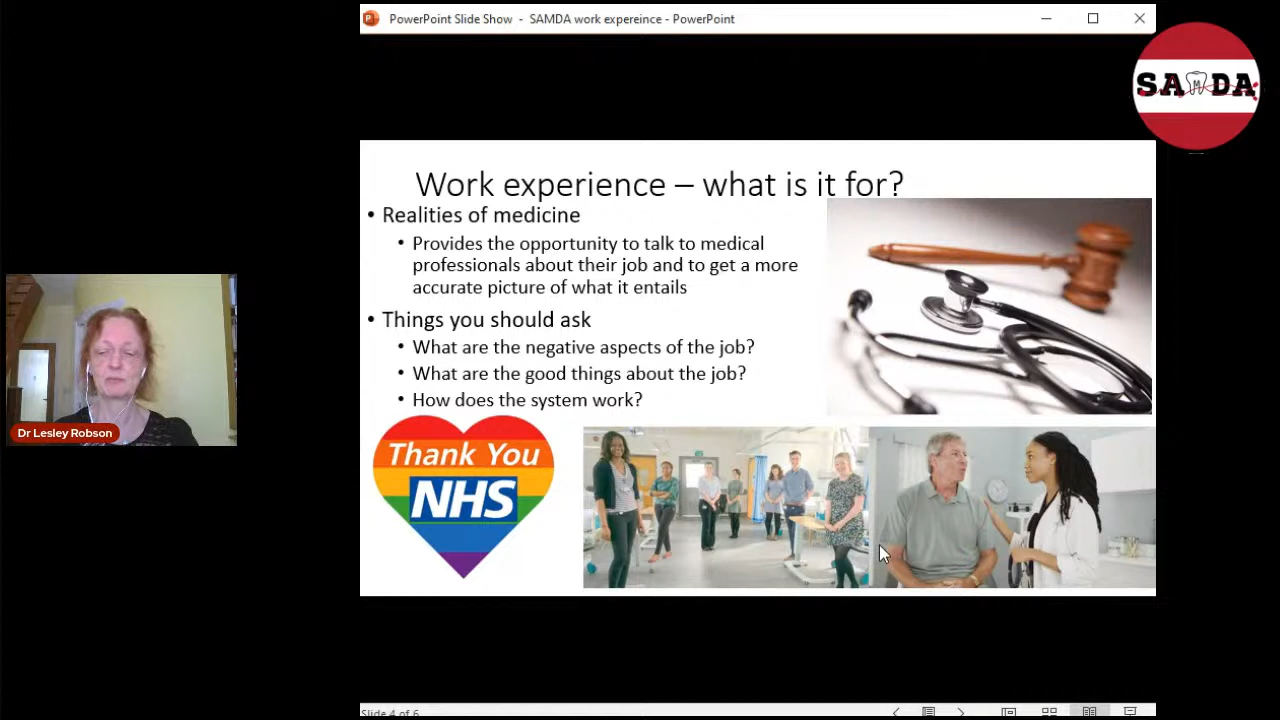 PowerPoint Slide Show - SAMDA work expereince - PowerPoint
SAMDA
M
Work experience – what is it for?
• Realities of medicine
• Provides the opportunity to talk to medical
professionals about their job and to get a more
accurate picture of what it entails
• Things you should ask
• What are the negative aspects of the job?
• What are the good things about the job?
• How does the system work?
Thank You
NHS
Dr Lesley Robson
Slide 4 of 6